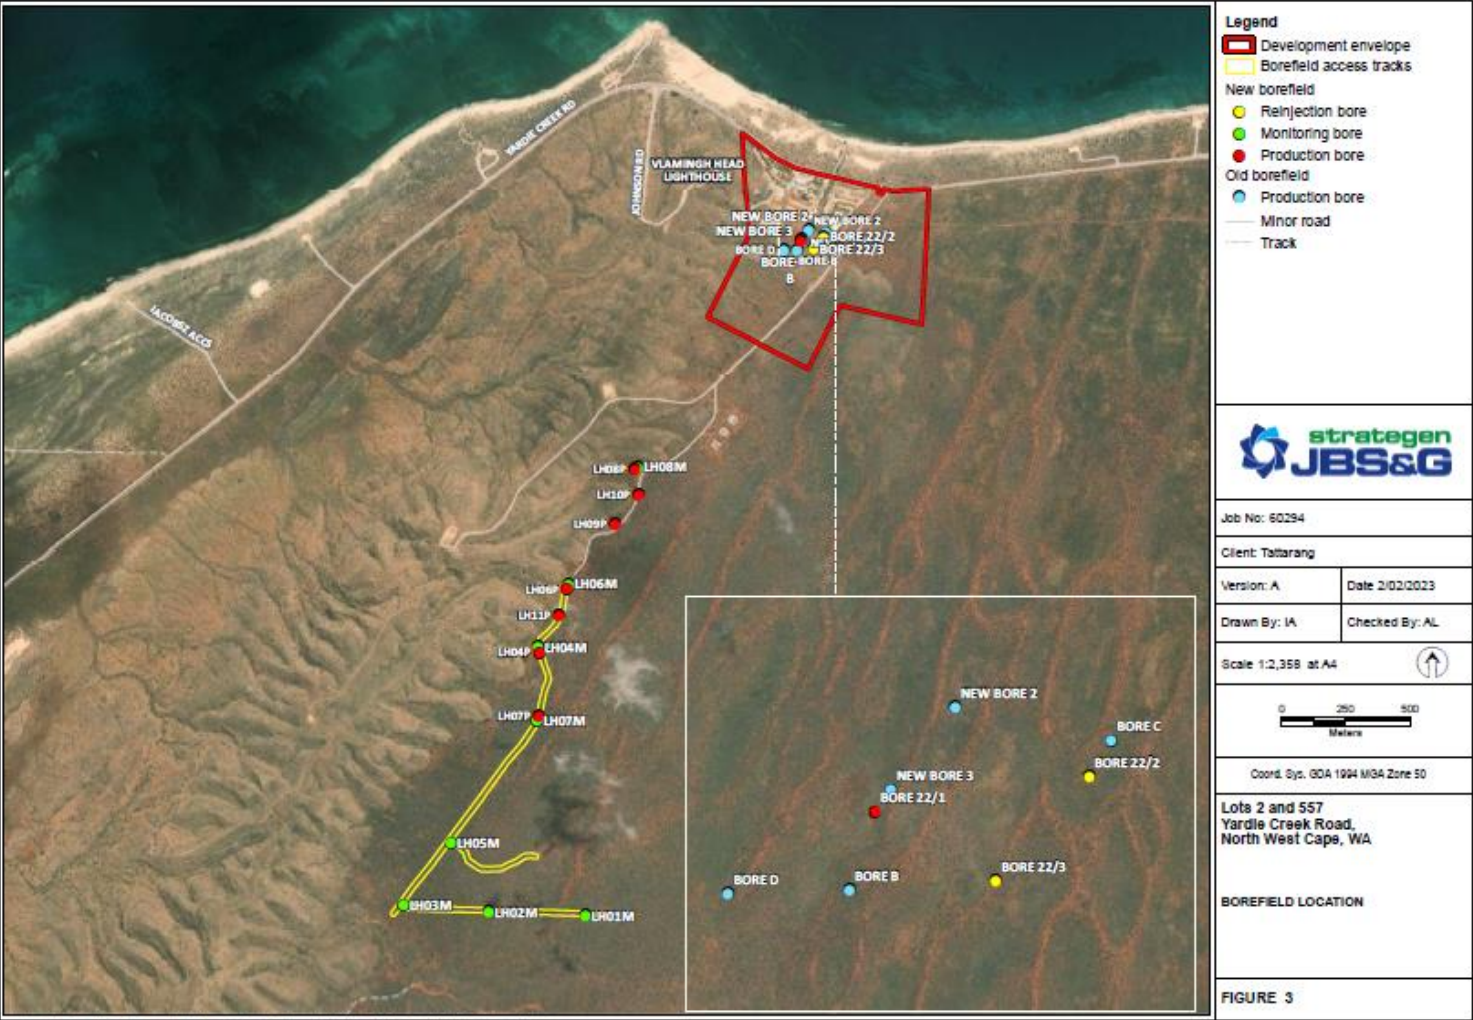 YARDIE CREEK RD
JOHNSON RD
VLAMINGH HEAD
LIGHTHOUSE
NEW BORE 2
NEW BORE 2
NEW BORE 3
BORE 22/2
BORE D
BORE 22/3
BORE
B
ACCS
LH08P
LH08M
LH10P
LH09P
LH06M
LH06P
LH11P
LH04M
LH04P
LH07P
LH07M
LH05M
LH03M
LH02M
LH01M
NEW BORE 2
BORE C
BORE 22/2
NEW BORE 3
BORE 22/1
BORE 22/3
BORE D
BORE B
Legend
Development envelope
Borefield access tracks
New borefield
Reinjection bore
Monitoring bore
Production bore
Old borefield
Production bore
Minor road
Track
strategen
JBS&G
Job No: 60294
Client: Tattarang
Version: A
Date 2/02/2023
Drawn By: IA
Checked By: AL
Scale 1:2,358 at A4
0 250 500
Meters
Coord. Sys. GDA 1994 MGA Zone 50
Lots 2 and 557
Yardie Creek Road,
North West Cape, WA
BOREFIELD LOCATION
FIGURE 3